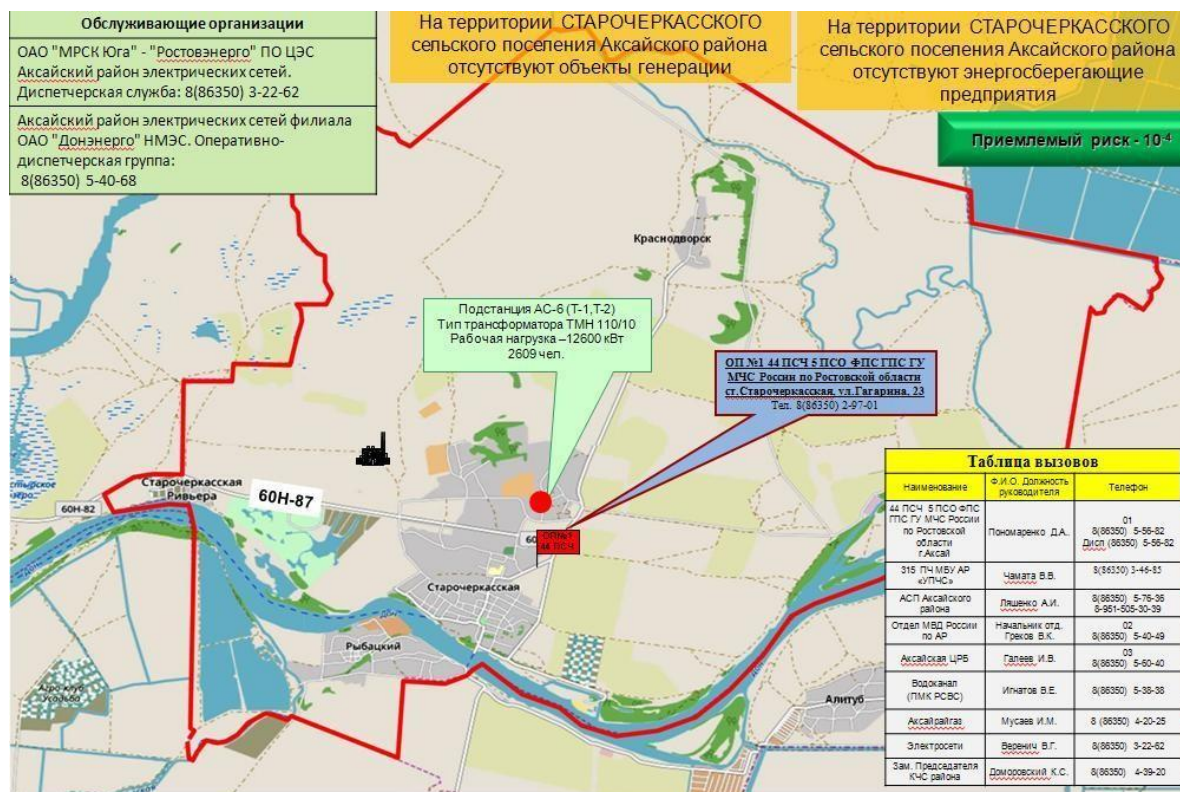 Обслуживающие организации
ОАО "МРСК Юга" - "Ростовэнерго" ПО ЦЭС
Аксайский район электрических сетей.
Диспетчерская служба: 8(86350) 3-22-62
Аксайский район электрических сетей филиала
ОАО "Донэнерго" НМЭС. Оперативно-
диспетчерская группа:
8(86350) 5-40-68
На территории СТАРОЧЕРКАССКОГО
сельского поселения Аксайского района
отсутствуют объекты генерации
На территории СТАРОЧЕРКАССКОГО
сельского поселения Аксайского района
отсутствуют энергосберегающие
предприятия
Приемлемый риск - 10-4
Краснодворск
Подстанция АС-6 (Т-1,Т-2)
Тип трансформатора ТМН 110/10
Рабочая нагрузка –12600 кВт
2609 чел.
ОП №1 44 ПСЧ 5 ПСО ФПС ГПС ГУ
МЧС России по Ростовской области
ст.Старочеркасская, ул.Гагарина, 23
Тел. 8(86350) 2-97-01
Старочеркасская
Ривьера
60Н-82
60Н-87
ОП №1
44 ПСЧ
Старочеркасская
Рыбацкий
Агро-клуб
Усадьба
Алитуб
Таблица вызовов
Наименование
Ф.И.О. Должность
руководителя
Телефон
44 ПСЧ 5 ПСО ФПС
ГПС ГУ МЧС России
по Ростовской
области
г.Аксай
Пономаренко Д.А.
01
8(86350) 5-56-82
Дисп (86350) 5-56-82
315 ПЧ МБУ АР
«УПЧС»
Чамата В.В.
8(86350) 3-46-83
АСП Аксайского
района
Ляшенко А.И.
8(86350) 5-76-36
8-951-505-30-39
Отдел МВД России
по АР
Начальник отд.
Греков В.К.
02
8(86350) 5-40-49
Аксайская ЦРБ
Галеев И.В.
03
8(86350) 5-60-40
Водоканал
(ПМК РСВС)
Игнатов В.Е.
8(86350) 5-38-38
Аксайрайгаз
Мусаев И.М.
8 (86350) 4-20-25
Электросети
Веренич В.Г.
8(86350) 3-22-62
Зам. Председателя
КЧС района
Доморовский К.С.
8(86350) 4-39-20